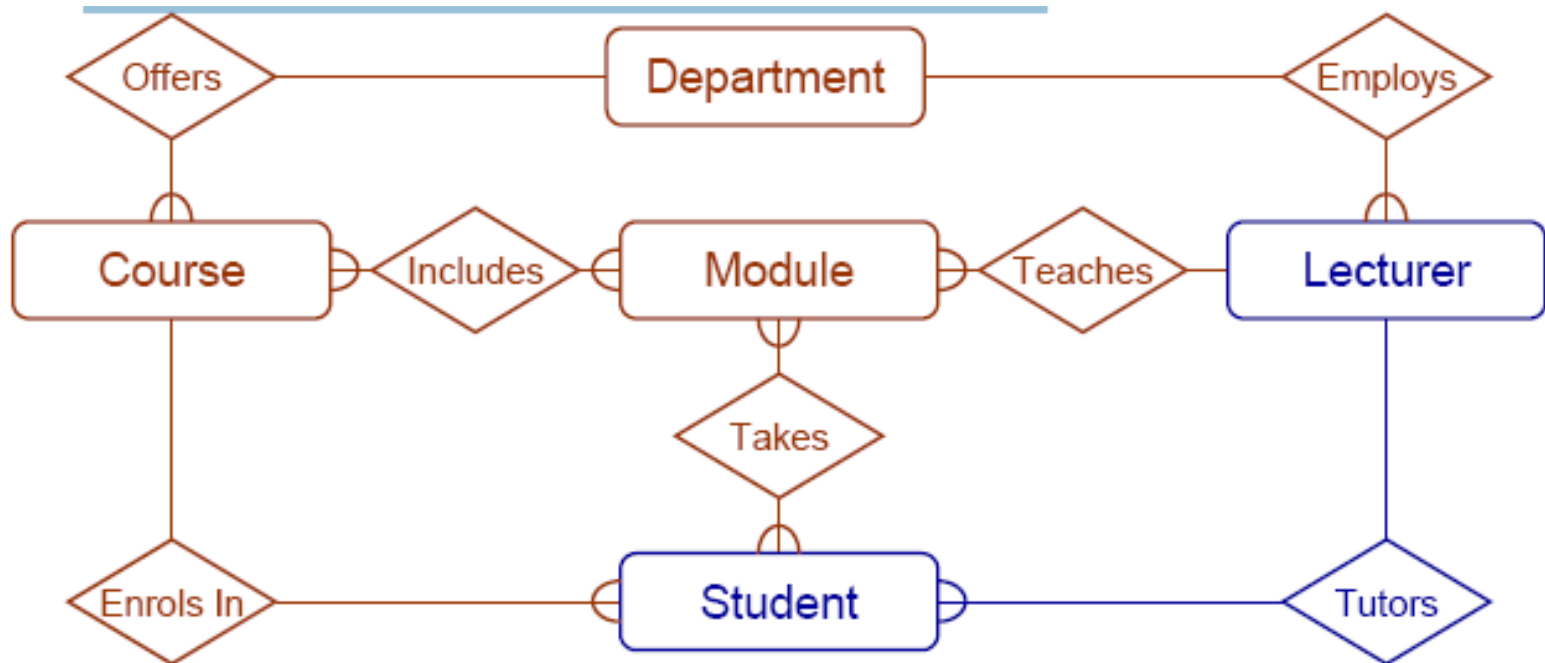 Offers
Department
Employs
Course
Includes
Module
Teaches
Lecturer
Takes
Enrols In
Student
Tutors